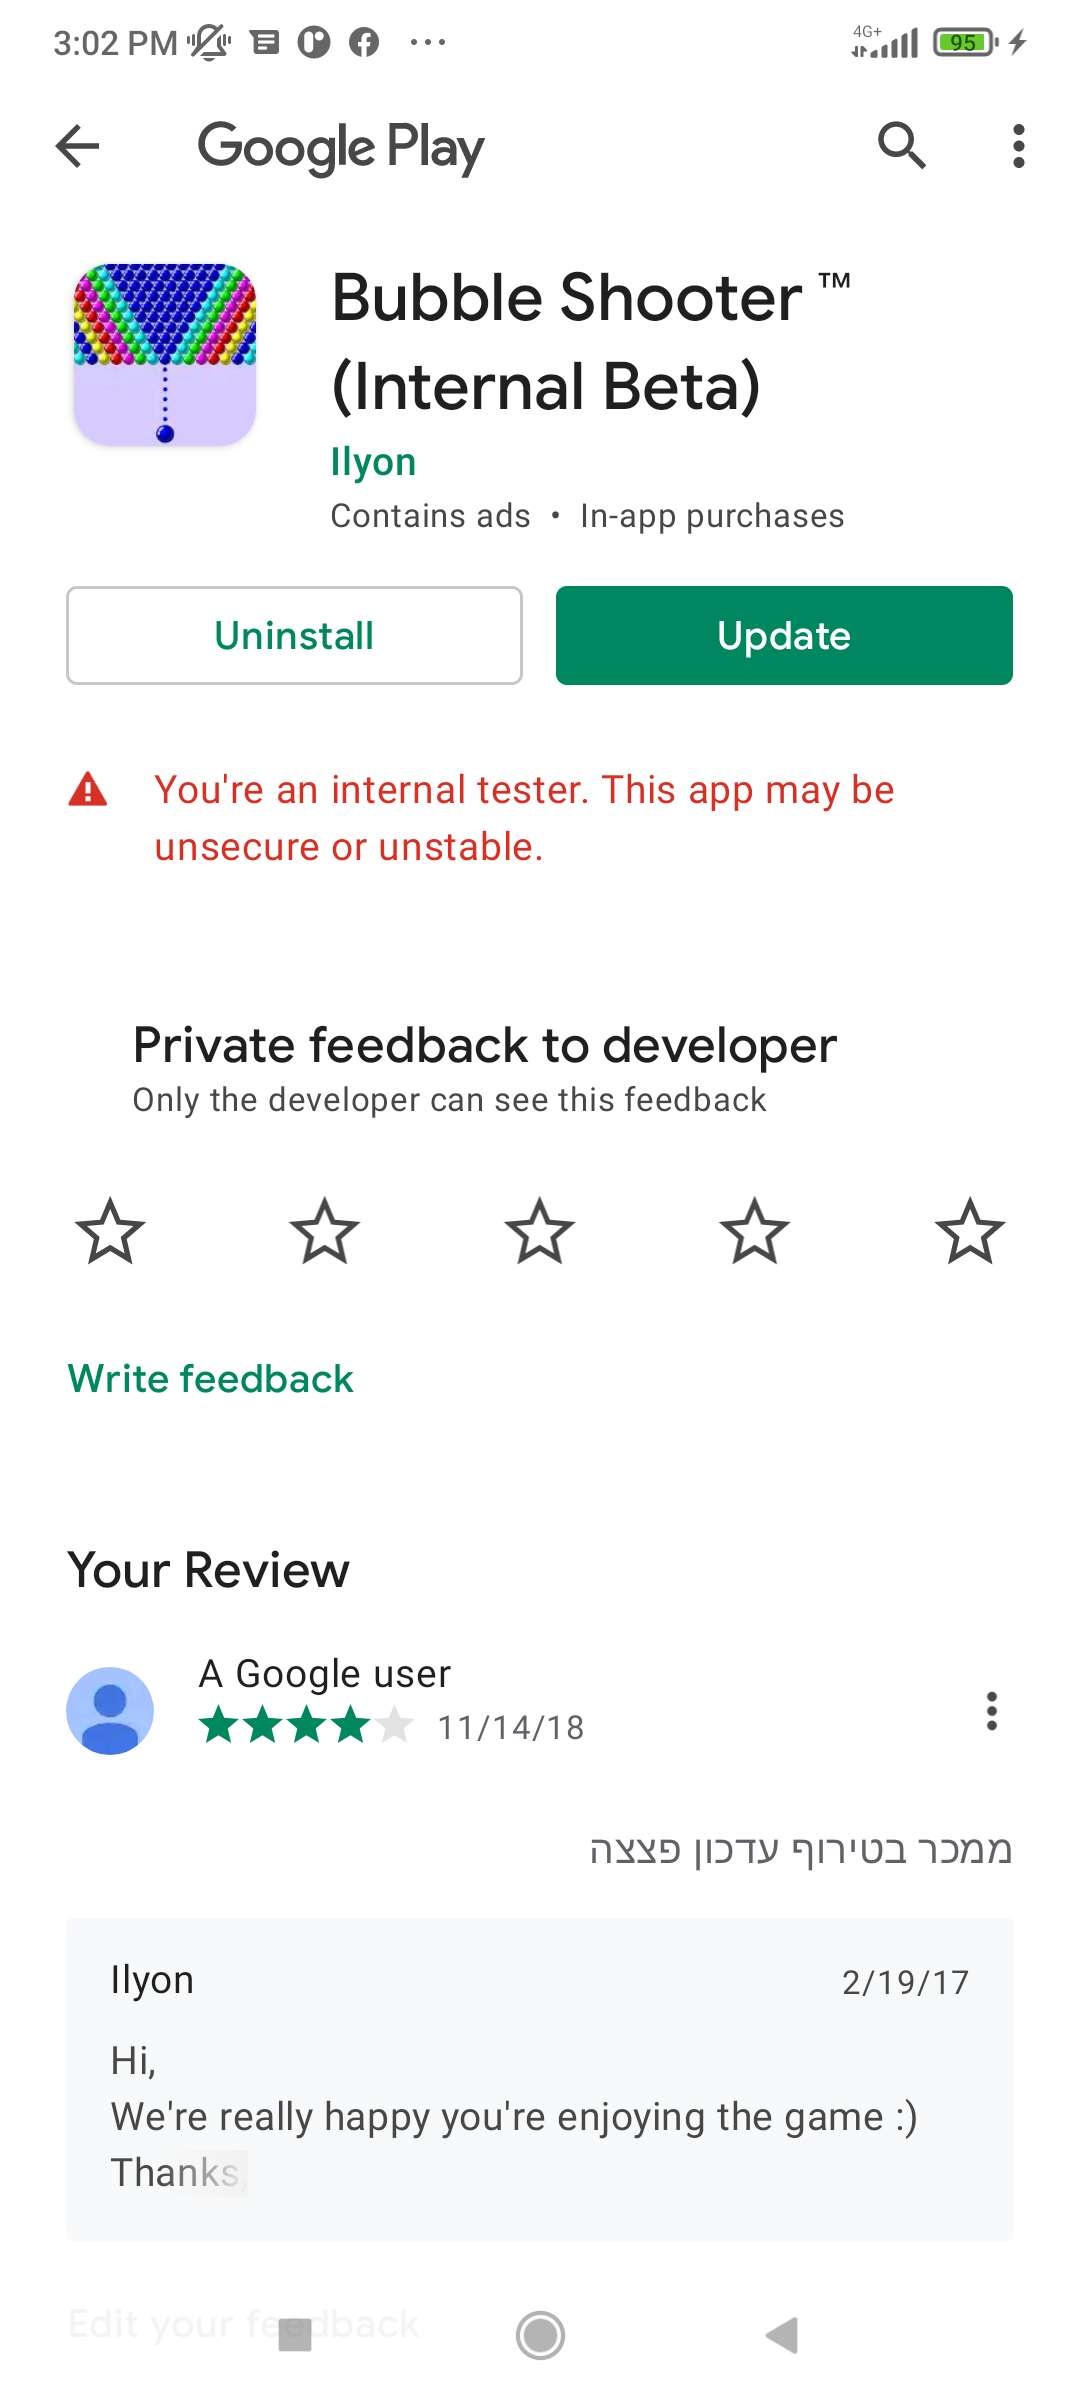 3:02 PM
4G+
95
Google Play
Bubble Shooter ™
(Internal Beta)
Ilyon
Contains ads • In-app purchases
Uninstall
Update
You're an internal tester. This app may be
unsecure or unstable.
Private feedback to developer
Only the developer can see this feedback
Write feedback
Your Review
A Google user
11/14/18
ממכר בטירוף עדכון פצצה
Ilyon
2/19/17
Hi,
We're really happy you're enjoying the game :)
Thanks,
Edit your feedback